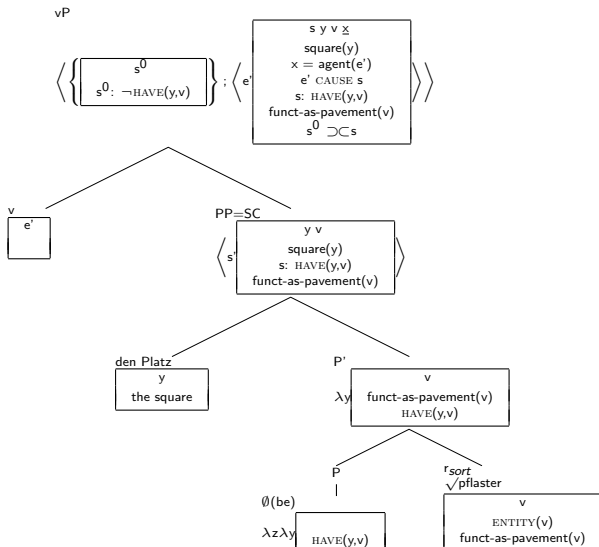 vP
s⁰
s⁰: ¬HAVE(y,v)
;
e'
s y v x
square(y)
x = agent(e')
e' CAUSE s
s: HAVE(y,v)
funct-as-pavement(v)
s⁰ ⊃⊂ s
v
e'
PP=SC
s'
y v
square(y)
s: HAVE(y,v)
funct-as-pavement(v)
den Platz
y
the square
P'
λy
v
funct-as-pavement(v)
HAVE(y,v)
P
∅(be)
λzλy
HAVE(y,v)
rsort
√pflaster
v
ENTITY(v)
funct-as-pavement(v)